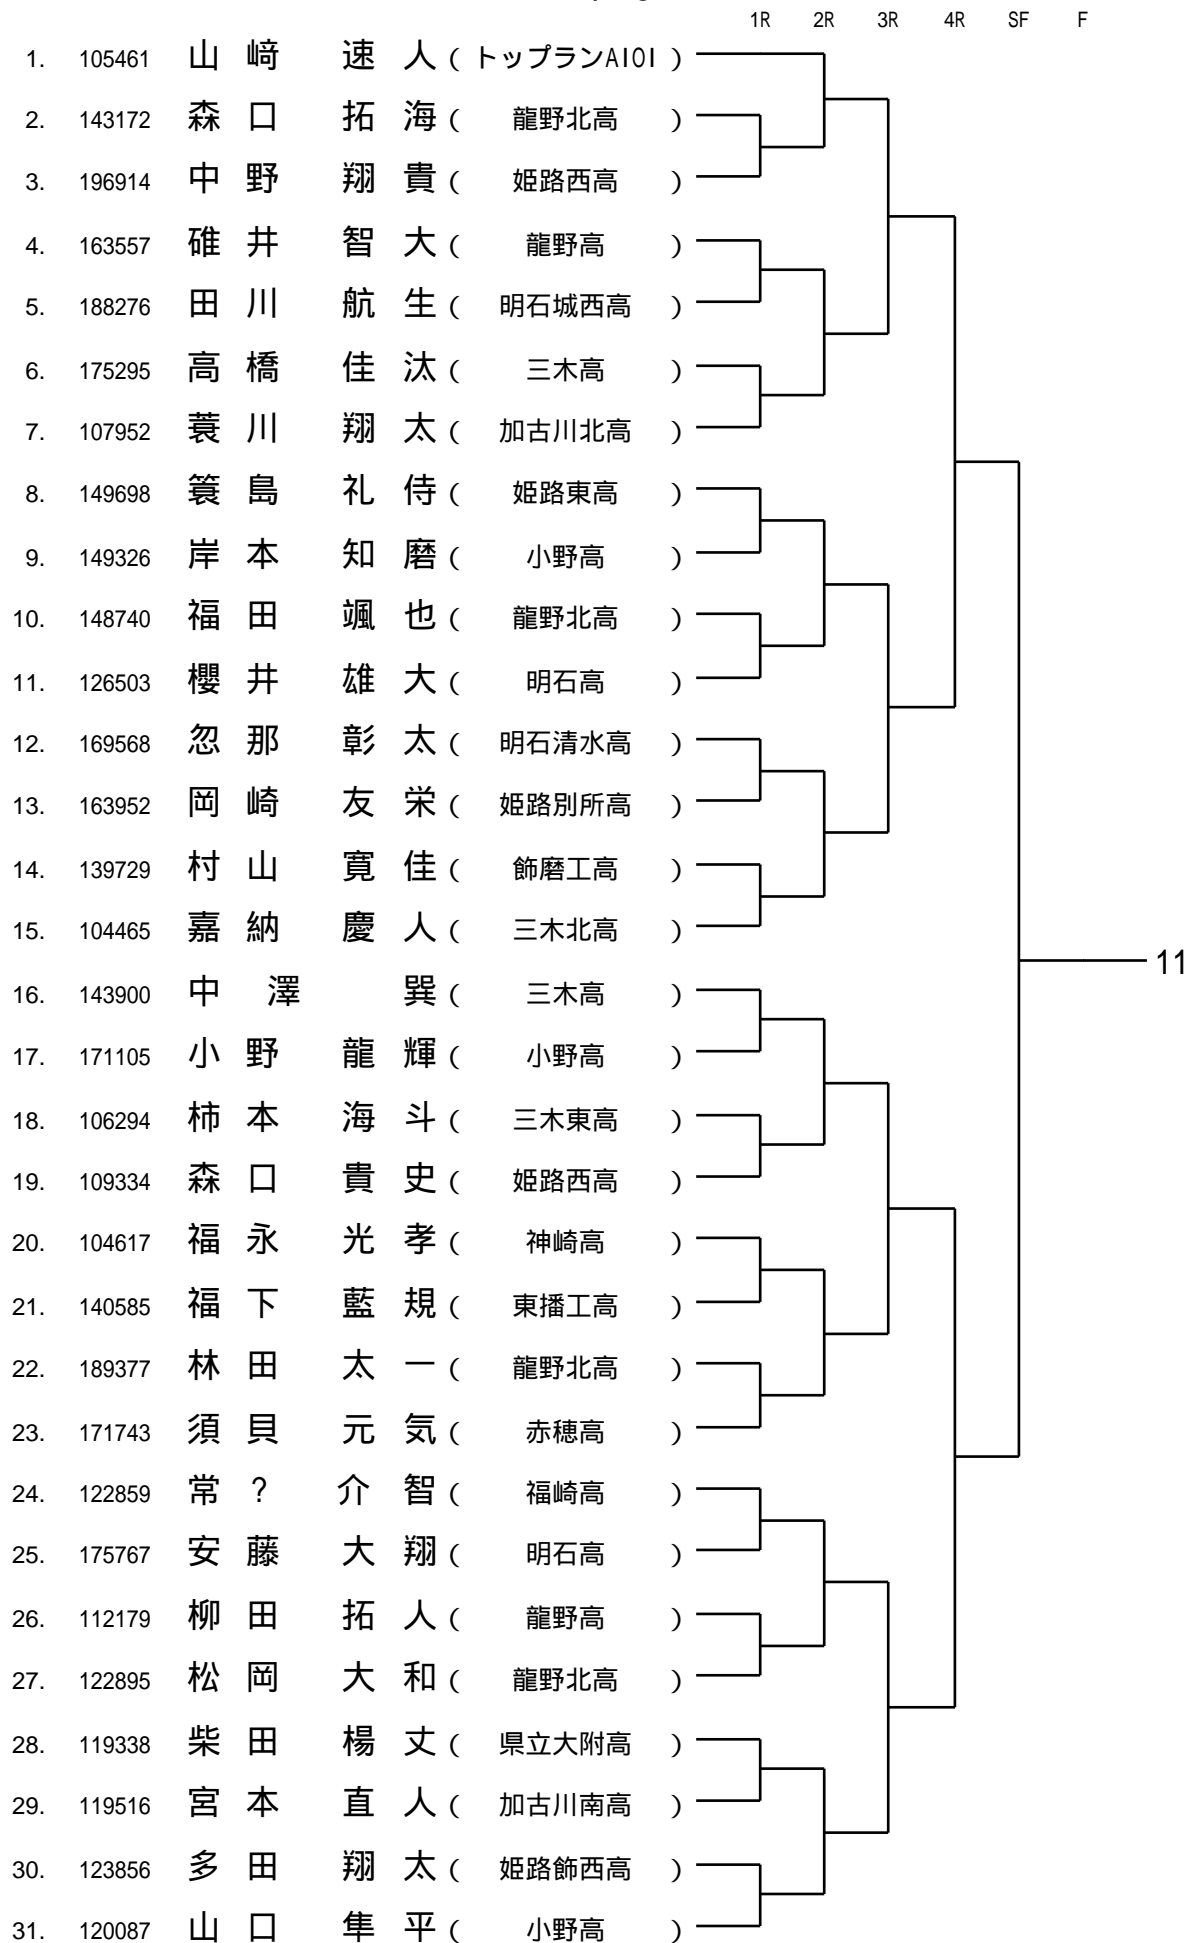 1R 2R 3R 4R SF F
1. 105461 山﨑 速人 ( トップランAIOI )
2. 143172 森口 拓海 ( 龍野北高 )
3. 196914 中野 翔貴 ( 姫路西高 )
4. 163557 碓井 智大 ( 龍野高 )
5. 188276 田川 航生 ( 明石城西高 )
6. 175295 高橋 佳汰 ( 三木高 )
7. 107952 蓑川 翔太 ( 加古川北高 )
8. 149698 簑島 礼侍 ( 姫路東高 )
9. 149326 岸本 知磨 ( 小野高 )
10. 148740 福田 颯也 ( 龍野北高 )
11. 126503 櫻井 雄大 ( 明石高 )
12. 169568 忽那 彰太 ( 明石清水高 )
13. 163952 岡崎 友栄 ( 姫路別所高 )
14. 139729 村山 寛佳 ( 飾磨工高 )
15. 104465 嘉納 慶人 ( 三木北高 )
11
16. 143900 中澤 巽 ( 三木高 )
17. 171105 小野 龍輝 ( 小野高 )
18. 106294 柿本 海斗 ( 三木東高 )
19. 109334 森口 貴史 ( 姫路西高 )
20. 104617 福永 光孝 ( 神崎高 )
21. 140585 福下 藍規 ( 東播工高 )
22. 189377 林田 太一 ( 龍野北高 )
23. 171743 須貝 元気 ( 赤穂高 )
24. 122859 常? 介智 ( 福崎高 )
25. 175767 安藤 大翔 ( 明石高 )
26. 112179 柳田 拓人 ( 龍野高 )
27. 122895 松岡 大和 ( 龍野北高 )
28. 119338 柴田 楊丈 ( 県立大附高 )
29. 119516 宮本 直人 ( 加古川南高 )
30. 123856 多田 翔太 ( 姫路飾西高 )
31. 120087 山口 隼平 ( 小野高 )